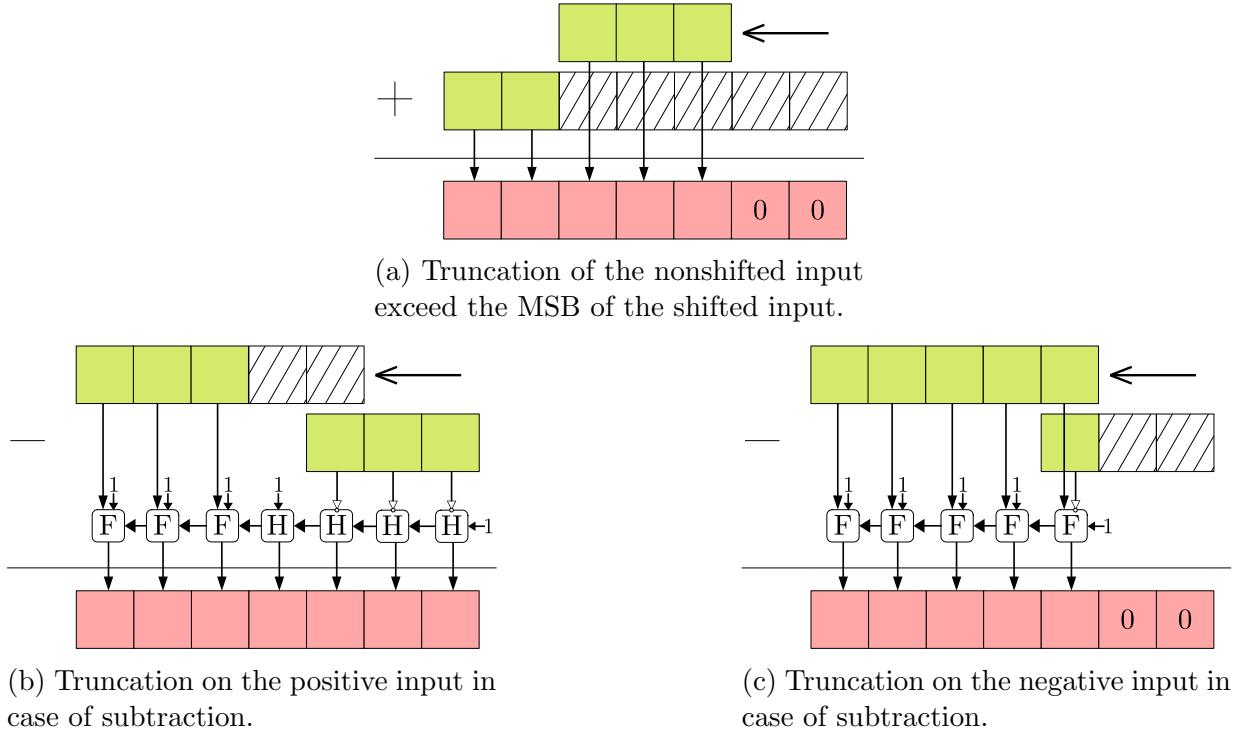 +
0 0
(a) Truncation of the nonshifted input
exceed the MSB of the shifted input.
−
1 1 1 1
F F F H H H H 1
(b) Truncation on the positive input in
case of subtraction.
−
1 1 1 1
F F F F F 1
0 0
(c) Truncation on the negative input in
case of subtraction.